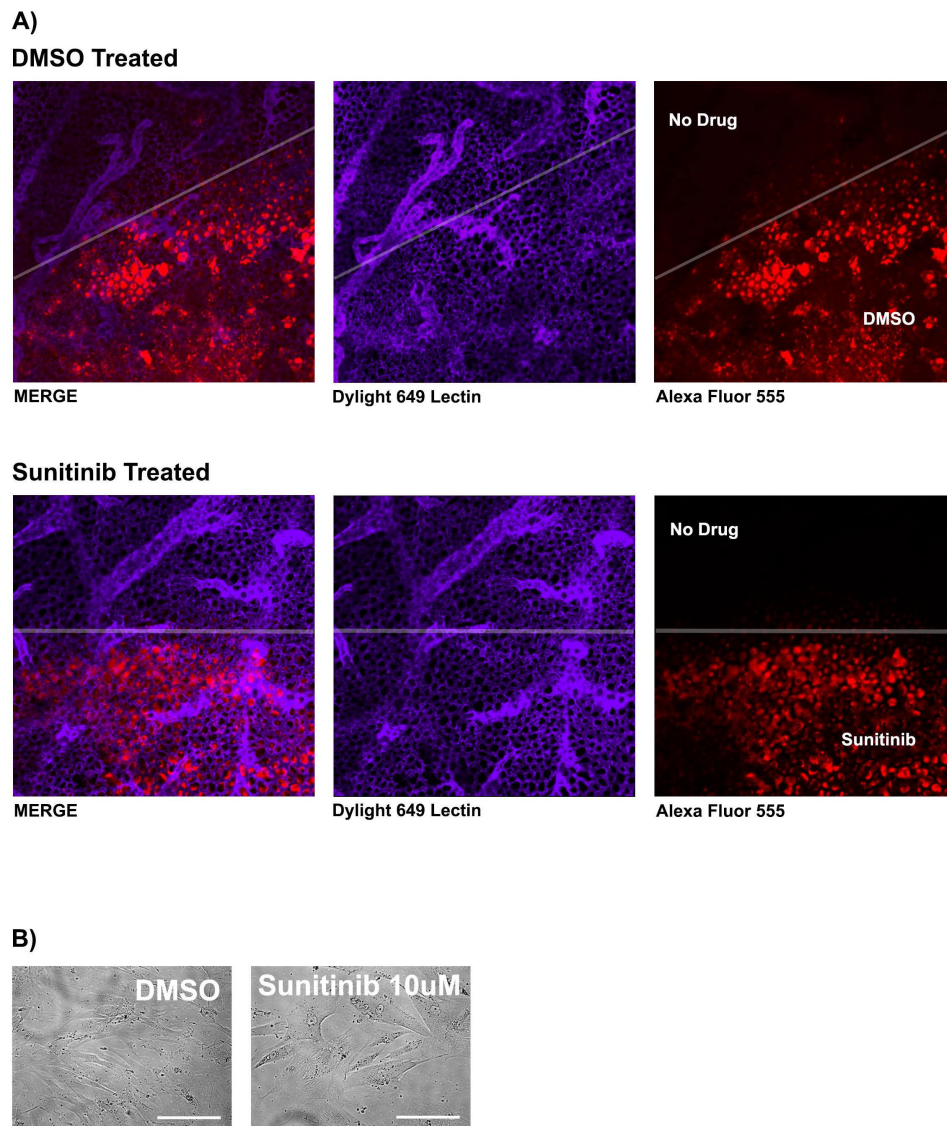 A)
DMSO Treated
No Drug
DMSO
MERGE
Dylight 649 Lectin
Alexa Fluor 555
Sunitinib Treated
No Drug
Sunitinib
MERGE
Dylight 649 Lectin
Alexa Fluor 555
B)
DMSO
Sunitinib 10uM